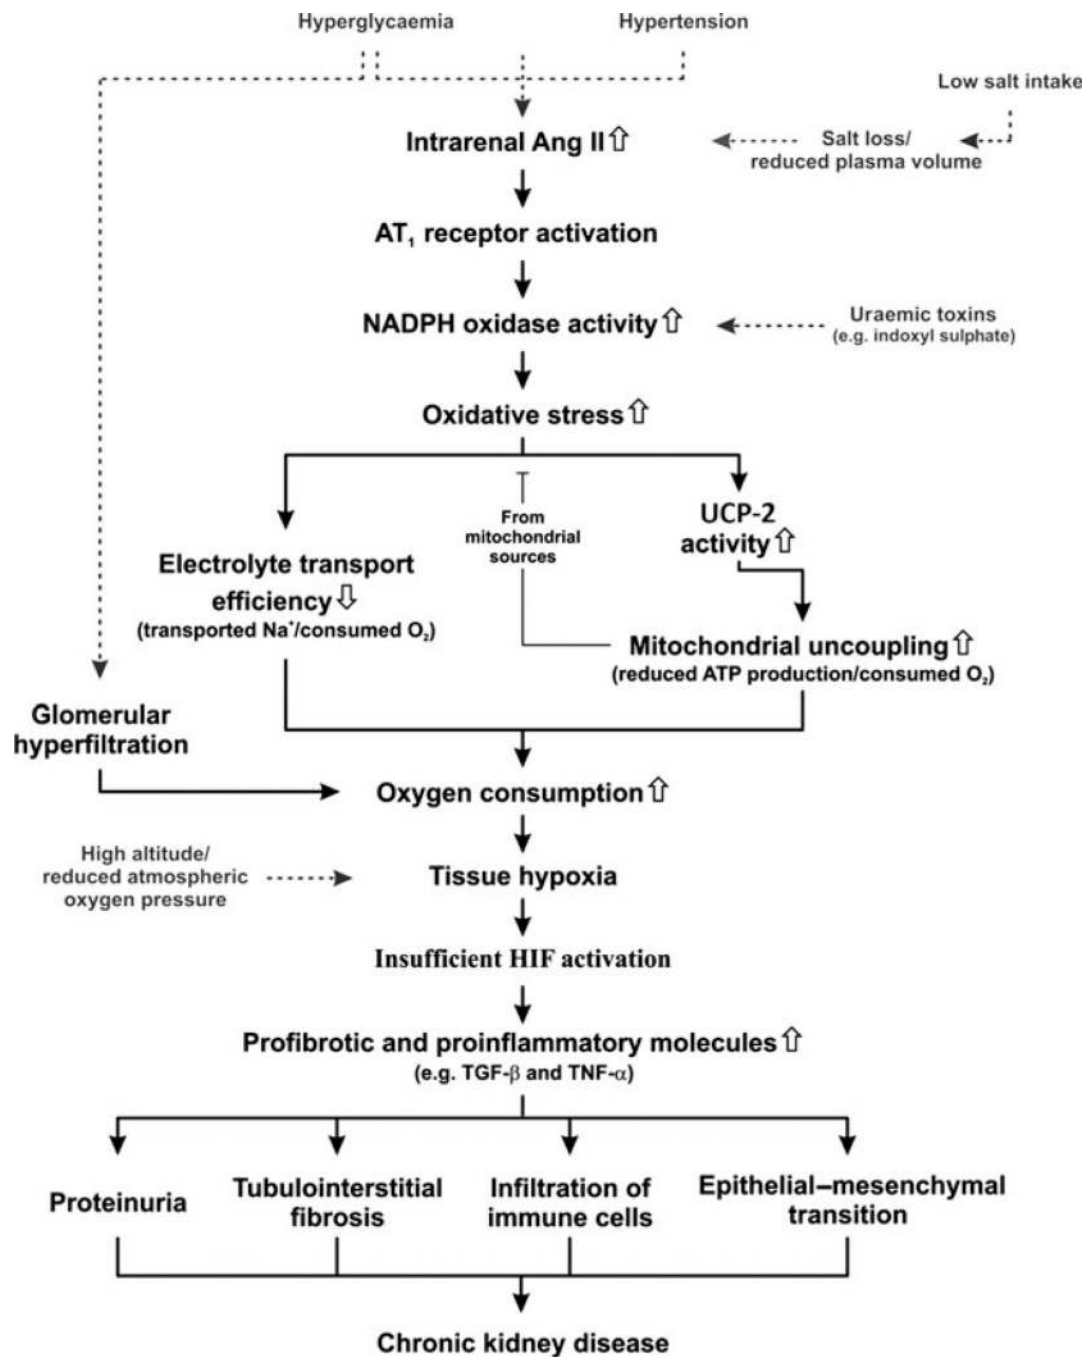 Hyperglycaemia
Hypertension
Low salt intake
Intrarenal Ang II⇧
Salt loss/
reduced plasma volume
AT₁ receptor activation
NADPH oxidase activity⇧
Uraemic toxins
(e.g. indoxyl sulphate)
Oxidative stress⇧
From
mitochondrial
sources
UCP-2
activity⇧
Electrolyte transport
efficiency⇩
(transported Na⁺/consumed O₂)
Mitochondrial uncoupling⇧
(reduced ATP production/consumed O₂)
Glomerular
hyperfiltration
Oxygen consumption⇧
High altitude/
reduced atmospheric
oxygen pressure
Tissue hypoxia
Insufficient HIF activation
Profibrotic and proinflammatory molecules⇧
(e.g. TGF-β and TNF-α)
Proteinuria
Tubulointerstitial
fibrosis
Infiltration of
immune cells
Epithelial–mesenchymal
transition
Chronic kidney disease